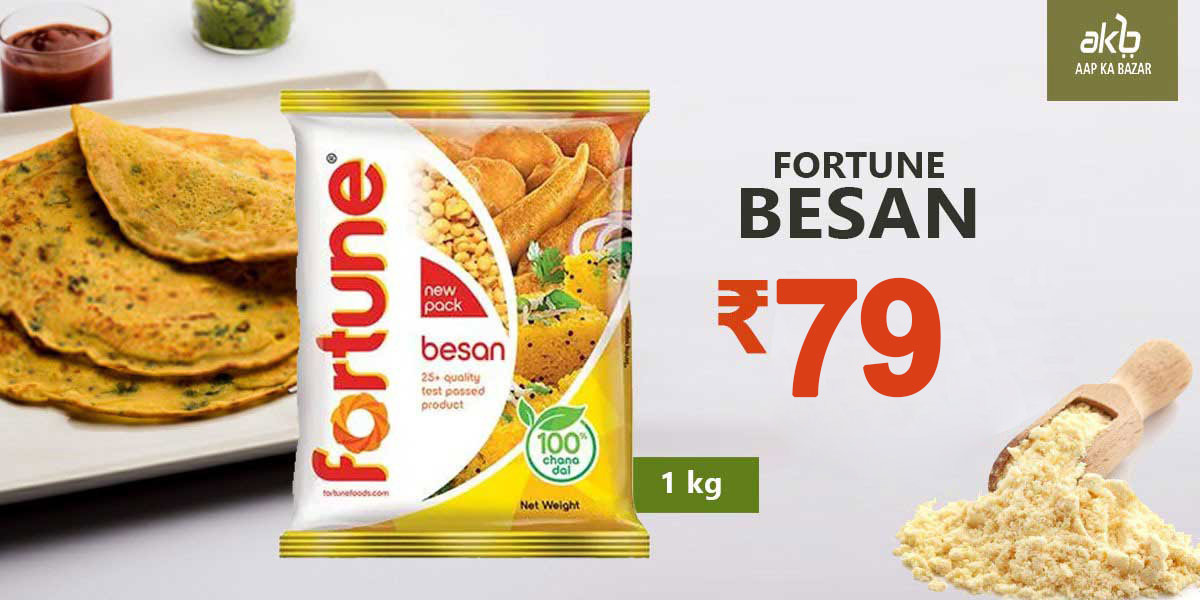 akb
AAP KA BAZAR
FORTUNE
BESAN
₹79
1 kg
fortune®
new
pack
besan
25+ quality
test passed
product
100%
chana
dal
Net Weight
fortunefoods.com